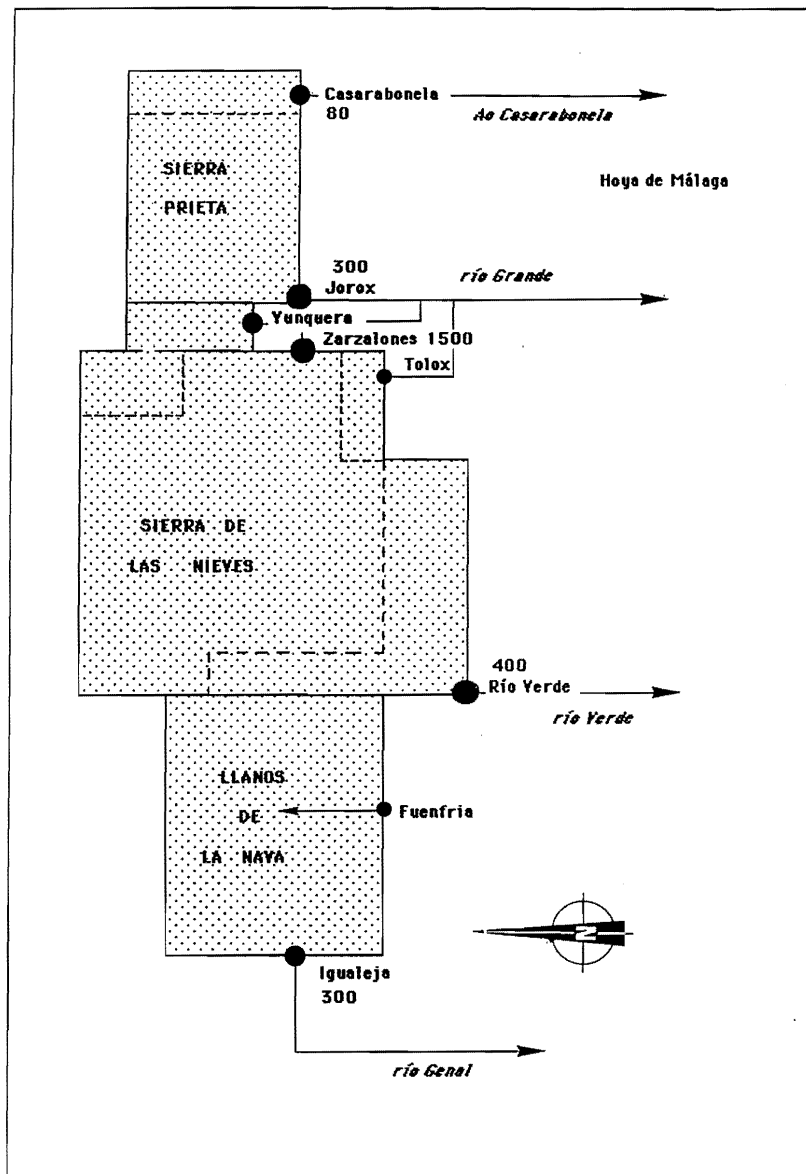 Casarabonela
80
Ao Casarabonela
SIERRA
PRIETA
Hoya de Málaga
300
Jorox
río Grande
Yunquera
Zarzalones 1500
Tolox
SIERRA DE
LAS NIEVES
400
Río Verde
río Verde
LLANOS
DE
LA NAVA
Fuenfria
N
Igualeja
300
río Genal